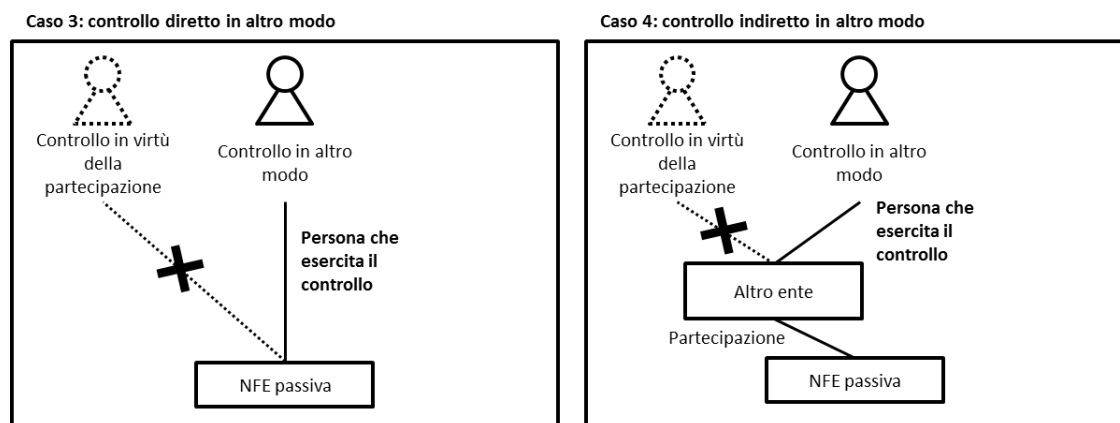 Caso 3: controllo diretto in altro modo
Controllo in virtù
della
partecipazione
Controllo in altro
modo
Persona che
esercita il
controllo
NFE passiva
Caso 4: controllo indiretto in altro modo
Controllo in virtù
della
partecipazione
Controllo in altro
modo
Persona che
esercita il
controllo
Altro ente
Partecipazione
NFE passiva